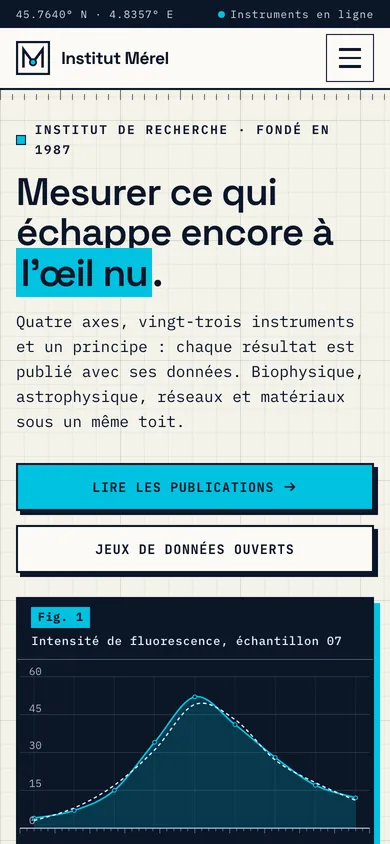 45.7640° N · 4.8357° E
Instruments en ligne
Institut Mérel
INSTITUT DE RECHERCHE · FONDÉ EN
1987
Mesurer ce qui
échappe encore à
l'œil nu.
Quatre axes, vingt-trois instruments
et un principe : chaque résultat est
publié avec ses données. Biophysique,
astrophysique, réseaux et matériaux
sous un même toit.
LIRE LES PUBLICATIONS →
JEUX DE DONNÉES OUVERTS
Fig. 1
Intensité de fluorescence, échantillon 07
60
45
30
15
0